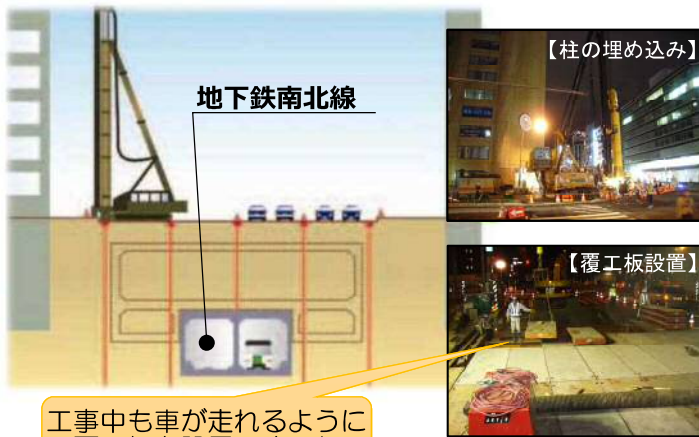 地下鉄南北線
【柱の埋め込み】
【覆工板設置】
工事中も車が走れるように